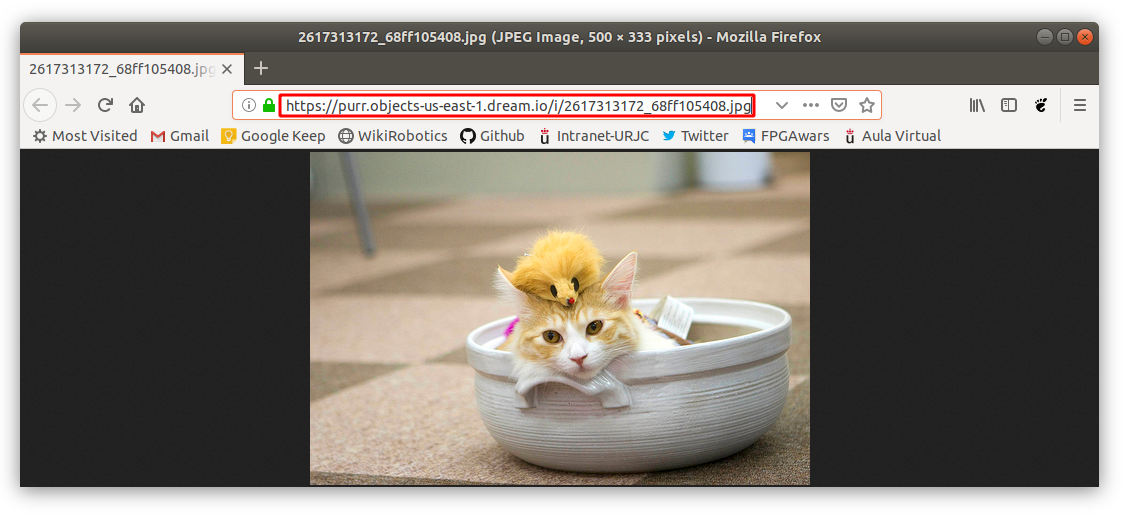 2617313172_68ff105408.jpg (JPEG Image, 500 × 333 pixels) - Mozilla Firefox
2617313172_68ff105408.jpg
https://purr.objects-us-east-1.dream.io/i/2617313172_68ff105408.jpg
Most Visited Gmail Google Keep WikiRobotics Github Intranet-URJC Twitter FPGAwars Aula Virtual